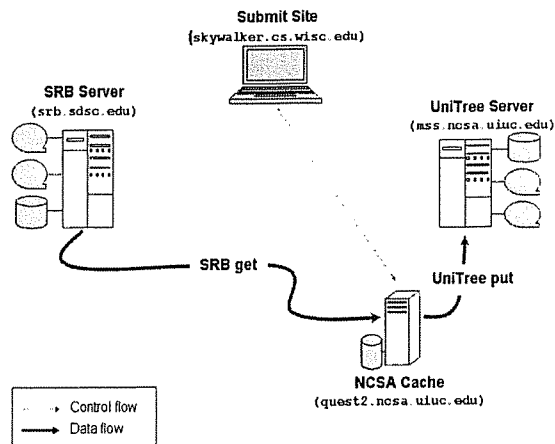 Submit Site
(skywalker.cs.wisc.edu)
SRB Server
(srb.sdsc.edu)
UniTree Server
(mss.ncsa.uiuc.edu)
SRB get
UniTree put
NCSA Cache
(quest2.ncsa.uiuc.edu)
Control flow
Data flow